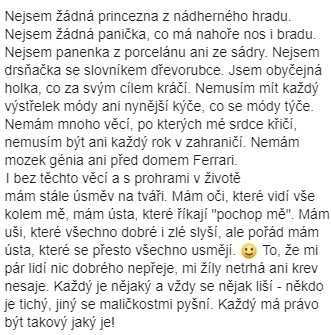 Nejsem žádná princezna z nádherného hradu.
Nejsem žádná panička, co má nahoře nos i bradu.
Nejsem panenka z porcelánu ani ze sádry. Nejsem
drsňačka se slovníkem dřevorubce. Jsem obyčejná
holka, co za svým cílem kráčí. Nemusím mít každý
výstřelek módy ani nynější kýče, co se módy týče.
Nemám mnoho věcí, po kterých mé srdce křičí,
nemusím být ani každý rok v zahraničí. Nemám
mozek génia ani před domem Ferrari.
I bez těchto věcí a s prohrami v životě
mám stále úsměv na tváři. Mám oči, které vidí vše
kolem mě, mám ústa, které říkají "pochop mě". Mám
uši, které všechno dobré i zlé slyší, ale pořád mám
ústa, které se přesto všechno usmějí. 🙂 To, že mi
pár lidí nic dobrého nepřeje, mi žíly netrhá ani krev
nesaje. Každý je nějaký a vždy se nějak liší - někdo
je tichý, jiný se maličkostmi pyšní. Každý má právo
být takový jaký je!